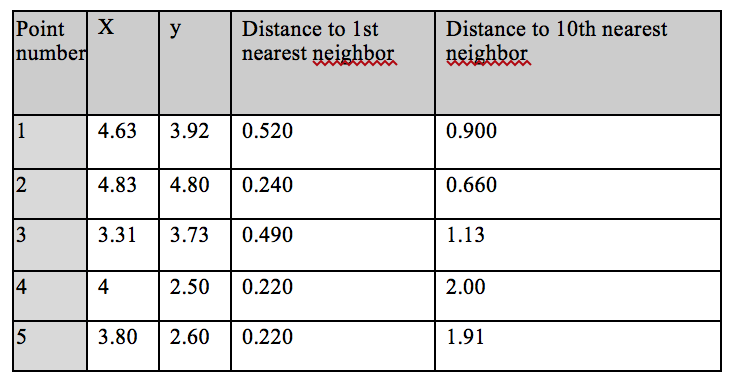 Point number X y Distance to 1st nearest neighbor Distance to 10th nearest neighbor
1 4.63 3.92 0.520 0.900
2 4.83 4.80 0.240 0.660
3 3.31 3.73 0.490 1.13
4 4 2.50 0.220 2.00
5 3.80 2.60 0.220 1.91